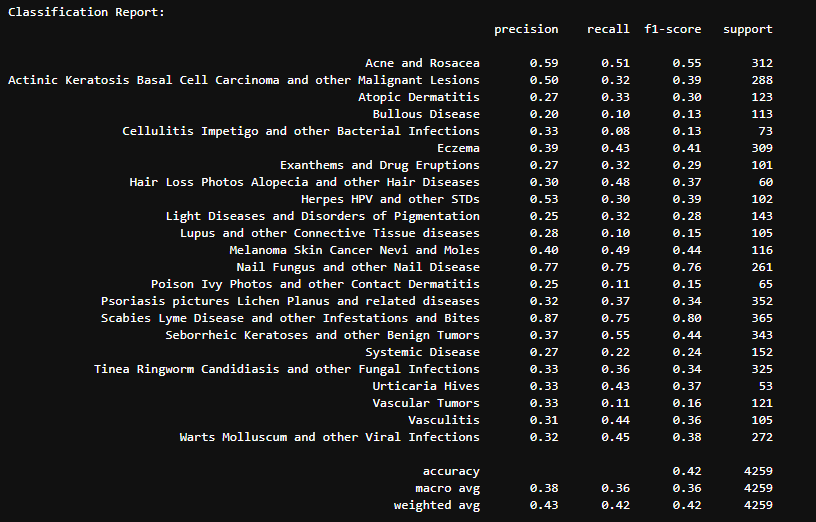 Classification Report:
precision recall f1-score support
Acne and Rosacea 0.59 0.51 0.55 312
Actinic Keratosis Basal Cell Carcinoma and other Malignant Lesions 0.50 0.32 0.39 288
Atopic Dermatitis 0.27 0.33 0.30 123
Bullous Disease 0.20 0.10 0.13 113
Cellulitis Impetigo and other Bacterial Infections 0.33 0.08 0.13 73
Eczema 0.39 0.43 0.41 309
Exanthems and Drug Eruptions 0.27 0.32 0.29 101
Hair Loss Photos Alopecia and other Hair Diseases 0.30 0.48 0.37 60
Herpes HPV and other STDs 0.53 0.30 0.39 102
Light Diseases and Disorders of Pigmentation 0.25 0.32 0.28 143
Lupus and other Connective Tissue diseases 0.28 0.10 0.15 105
Melanoma Skin Cancer Nevi and Moles 0.40 0.49 0.44 116
Nail Fungus and other Nail Disease 0.77 0.75 0.76 261
Poison Ivy Photos and other Contact Dermatitis 0.25 0.11 0.15 65
Psoriasis pictures Lichen Planus and related diseases 0.32 0.37 0.34 352
Scabies Lyme Disease and other Infestations and Bites 0.87 0.75 0.80 365
Seborrheic Keratoses and other Benign Tumors 0.37 0.55 0.44 343
Systemic Disease 0.27 0.22 0.24 152
Tinea Ringworm Candidiasis and other Fungal Infections 0.33 0.36 0.34 325
Urticaria Hives 0.33 0.43 0.37 53
Vascular Tumors 0.33 0.11 0.16 121
Vasculitis 0.31 0.44 0.36 105
Warts Molluscum and other Viral Infections 0.32 0.45 0.38 272
accuracy 0.42 4259
macro avg 0.38 0.36 0.36 4259
weighted avg 0.43 0.42 0.42 4259